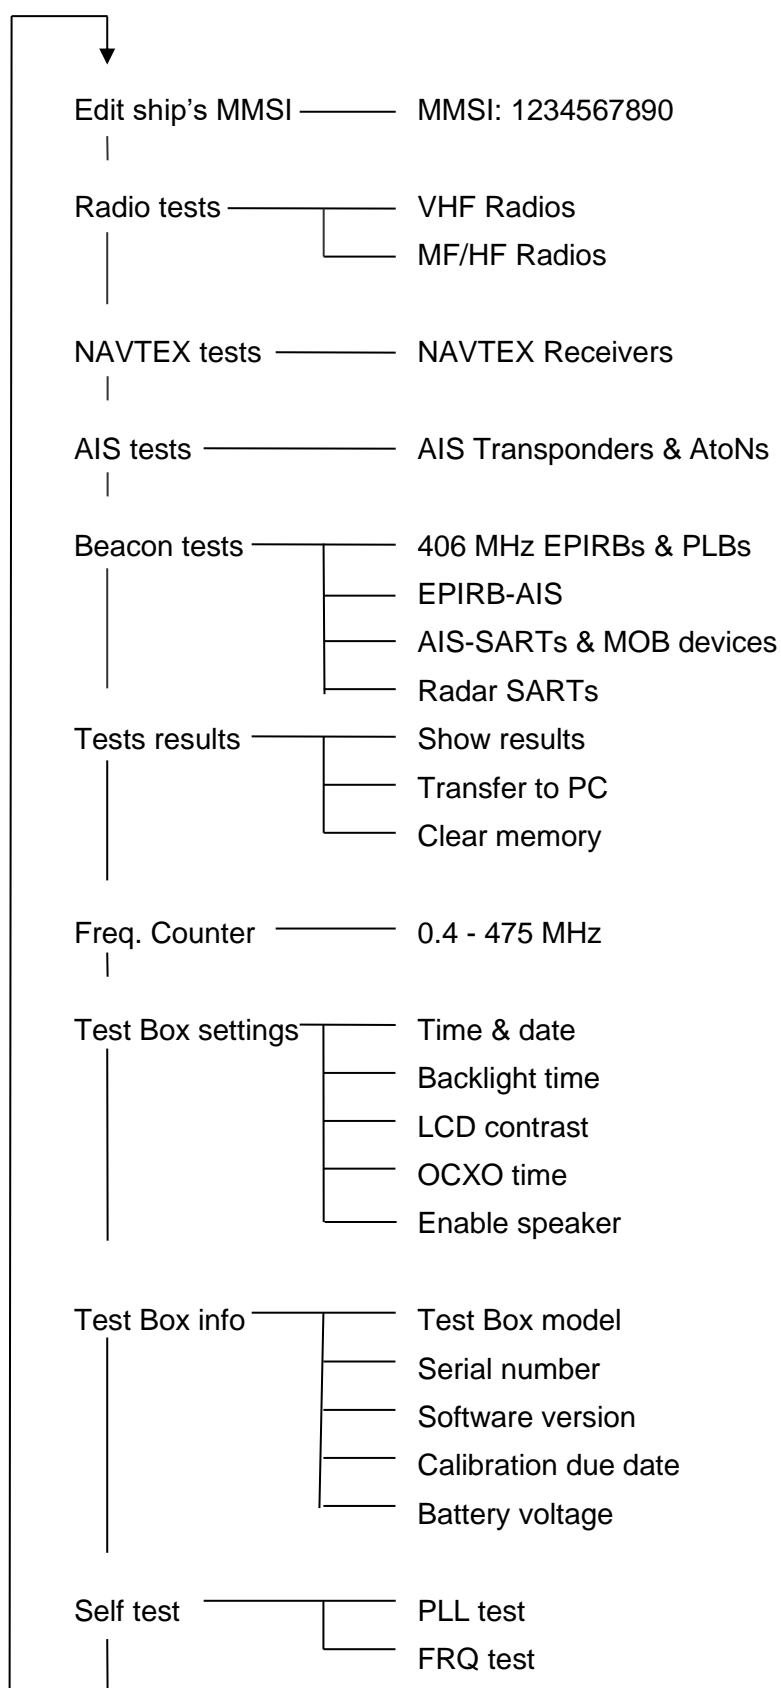 Edit ship's MMSI MMSI: 1234567890
Radio tests VHF Radios
MF/HF Radios
NAVTEX tests NAVTEX Receivers
AIS tests AIS Transponders & AtoNs
Beacon tests 406 MHz EPIRBs & PLBs
EPIRB-AIS
AIS-SARTs & MOB devices
Radar SARTs
Tests results Show results
Transfer to PC
Clear memory
Freq. Counter 0.4 - 475 MHz
Test Box settings Time & date
Backlight time
LCD contrast
OCXO time
Enable speaker
Test Box info Test Box model
Serial number
Software version
Calibration due date
Battery voltage
Self test PLL test
FRQ test